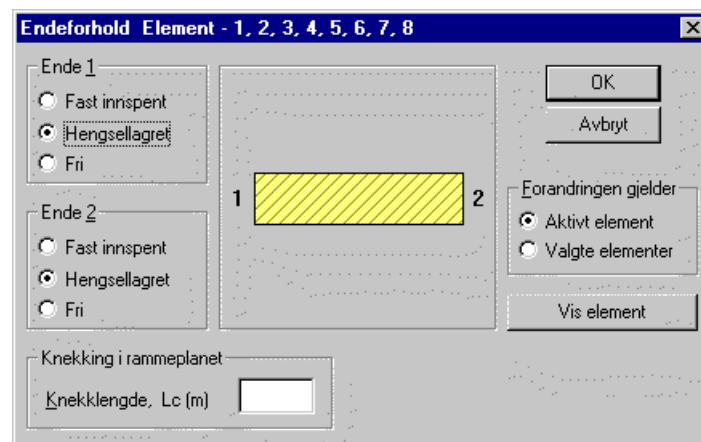 Endeforhold Element - 1, 2, 3, 4, 5, 6, 7, 8
Ende 1
Fast innspent
Hengsellagret
Fri
Ende 2
Fast innspent
Hengsellagret
Fri
1
2
OK
Avbryt
Forandringen gjelder
Aktivt element
Valgte elementer
Vis element
Knekking i rammeplanet
Knekklengde, Lc (m)